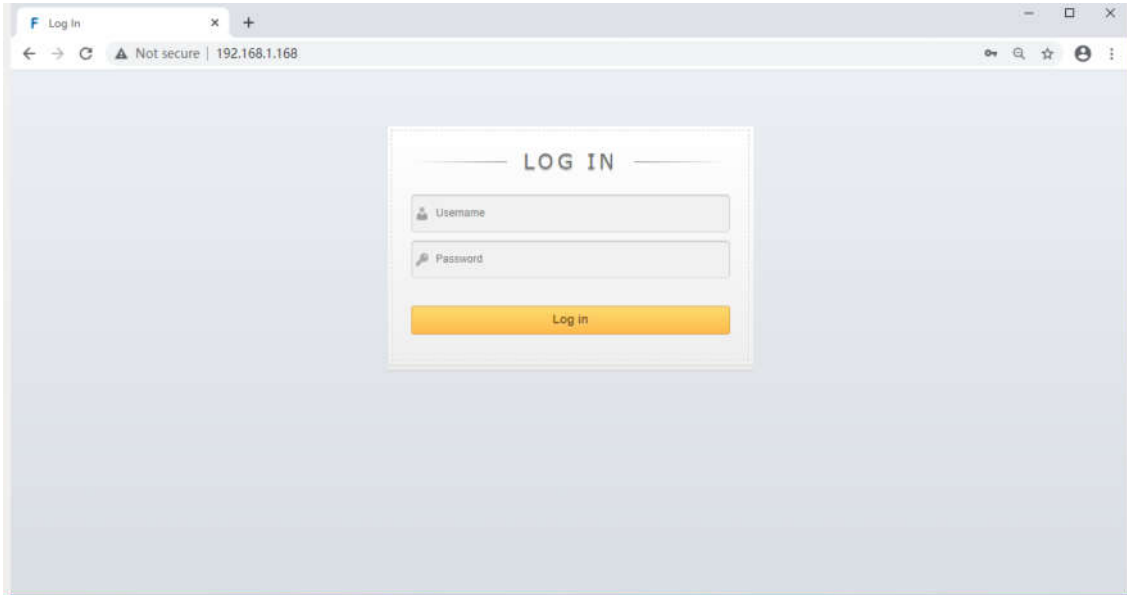 F Log In
Not secure | 192.168.1.168
LOG IN
Username
Password
Log in